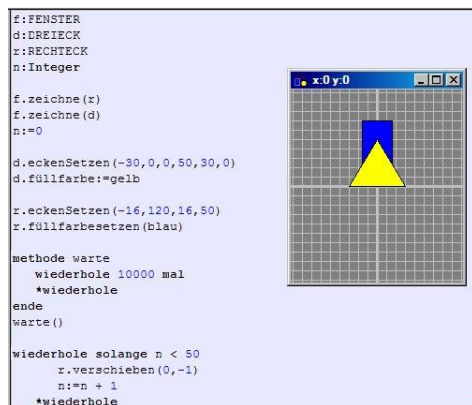 f:FENSTER
d:DREIECK
r:RECHTECK
n:Integer
f.zeichne(r)
f.zeichne(d)
n:=0
d.eckenSetzen(-30,0,0,50,30,0)
d.füllfarbe:=gelb
r.eckenSetzen(-16,120,16,50)
r.füllfarbesetzen(blau)
methode warte
wiederhole 10000 mal
*wiederhole
ende
warte()
wiederhole solange n < 50
r.verschieben(0,-1)
n:=n + 1
*wiederhole
x:0 y:0